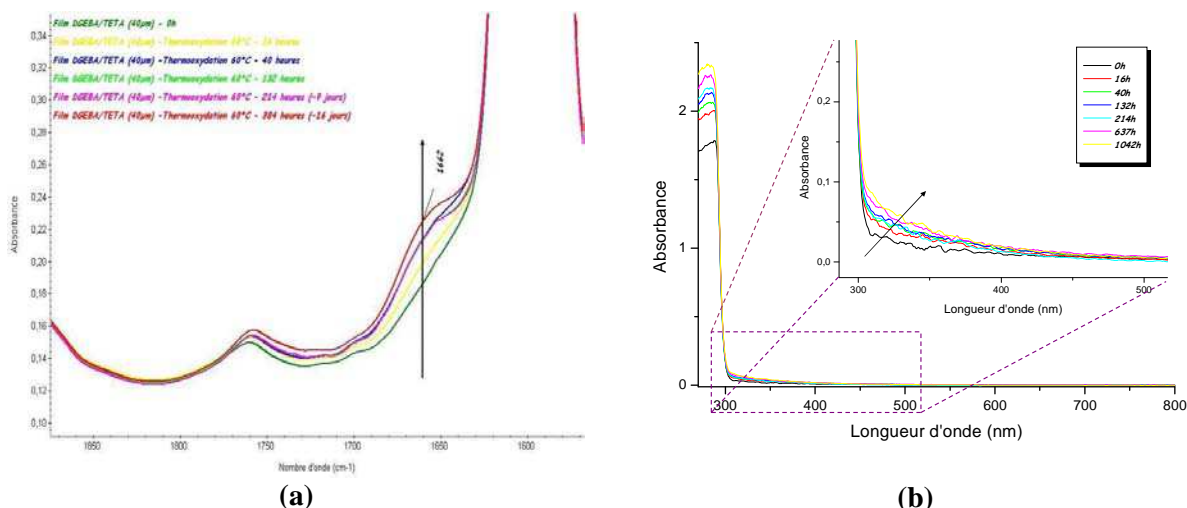 0,35
Film DGEBA/TETA (40µm) - 0h
Film DGEBA/TETA (40µm) -Thermooxydation 60°C - 16 heures
Film DGEBA/TETA (40µm) -Thermooxydation 60°C - 40 heures
Film DGEBA/TETA (40µm) -Thermooxydation 60°C - 132 heures
Film DGEBA/TETA (40µm) -Thermooxydation 60°C - 214 heures (~9 jours)
Film DGEBA/TETA (40µm) -Thermooxydation 60°C - 384 heures (~16 jours)
0,34
0,32
0,30
0,28
0,26
0,24
0,22
0,20
0,18
0,16
0,14
0,12
0,10
Absorbance
1662
1850
1800
1750
1700
1650
Nombre d'onde (cm-1)
(a)
2
1
0
Absorbance
300
400
500
600
700
800
Longueur d'onde (nm)
0,2
0,1
0,0
Absorbance
300
400
500
Longueur d'onde (nm)
0h
16h
40h
132h
214h
637h
1042h
(b)